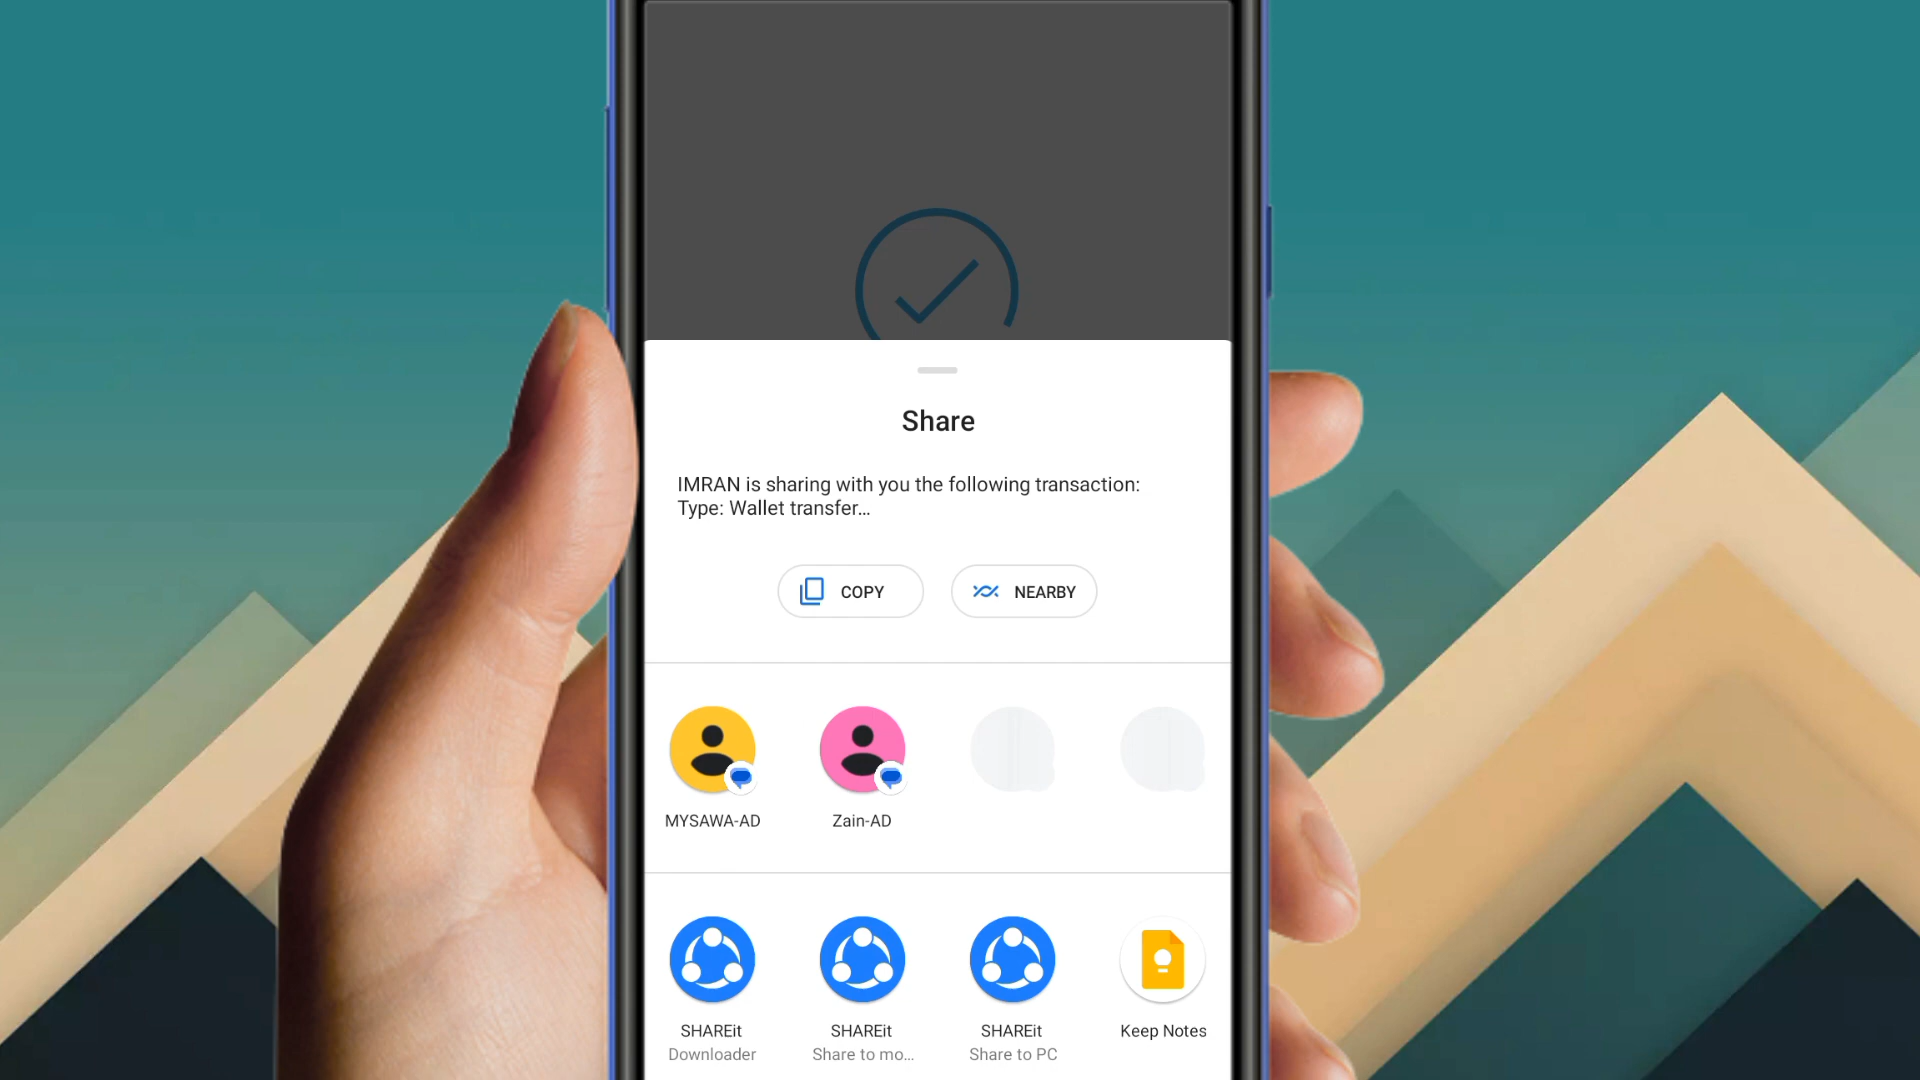 Share
IMRAN is sharing with you the following transaction:
Type: Wallet transfer...
COPY
NEARBY
MYSAWA-AD
Zain-AD
SHAREit
SHAREit
SHAREit
Keep Notes
Downloader
Share to mo...
Share to PC